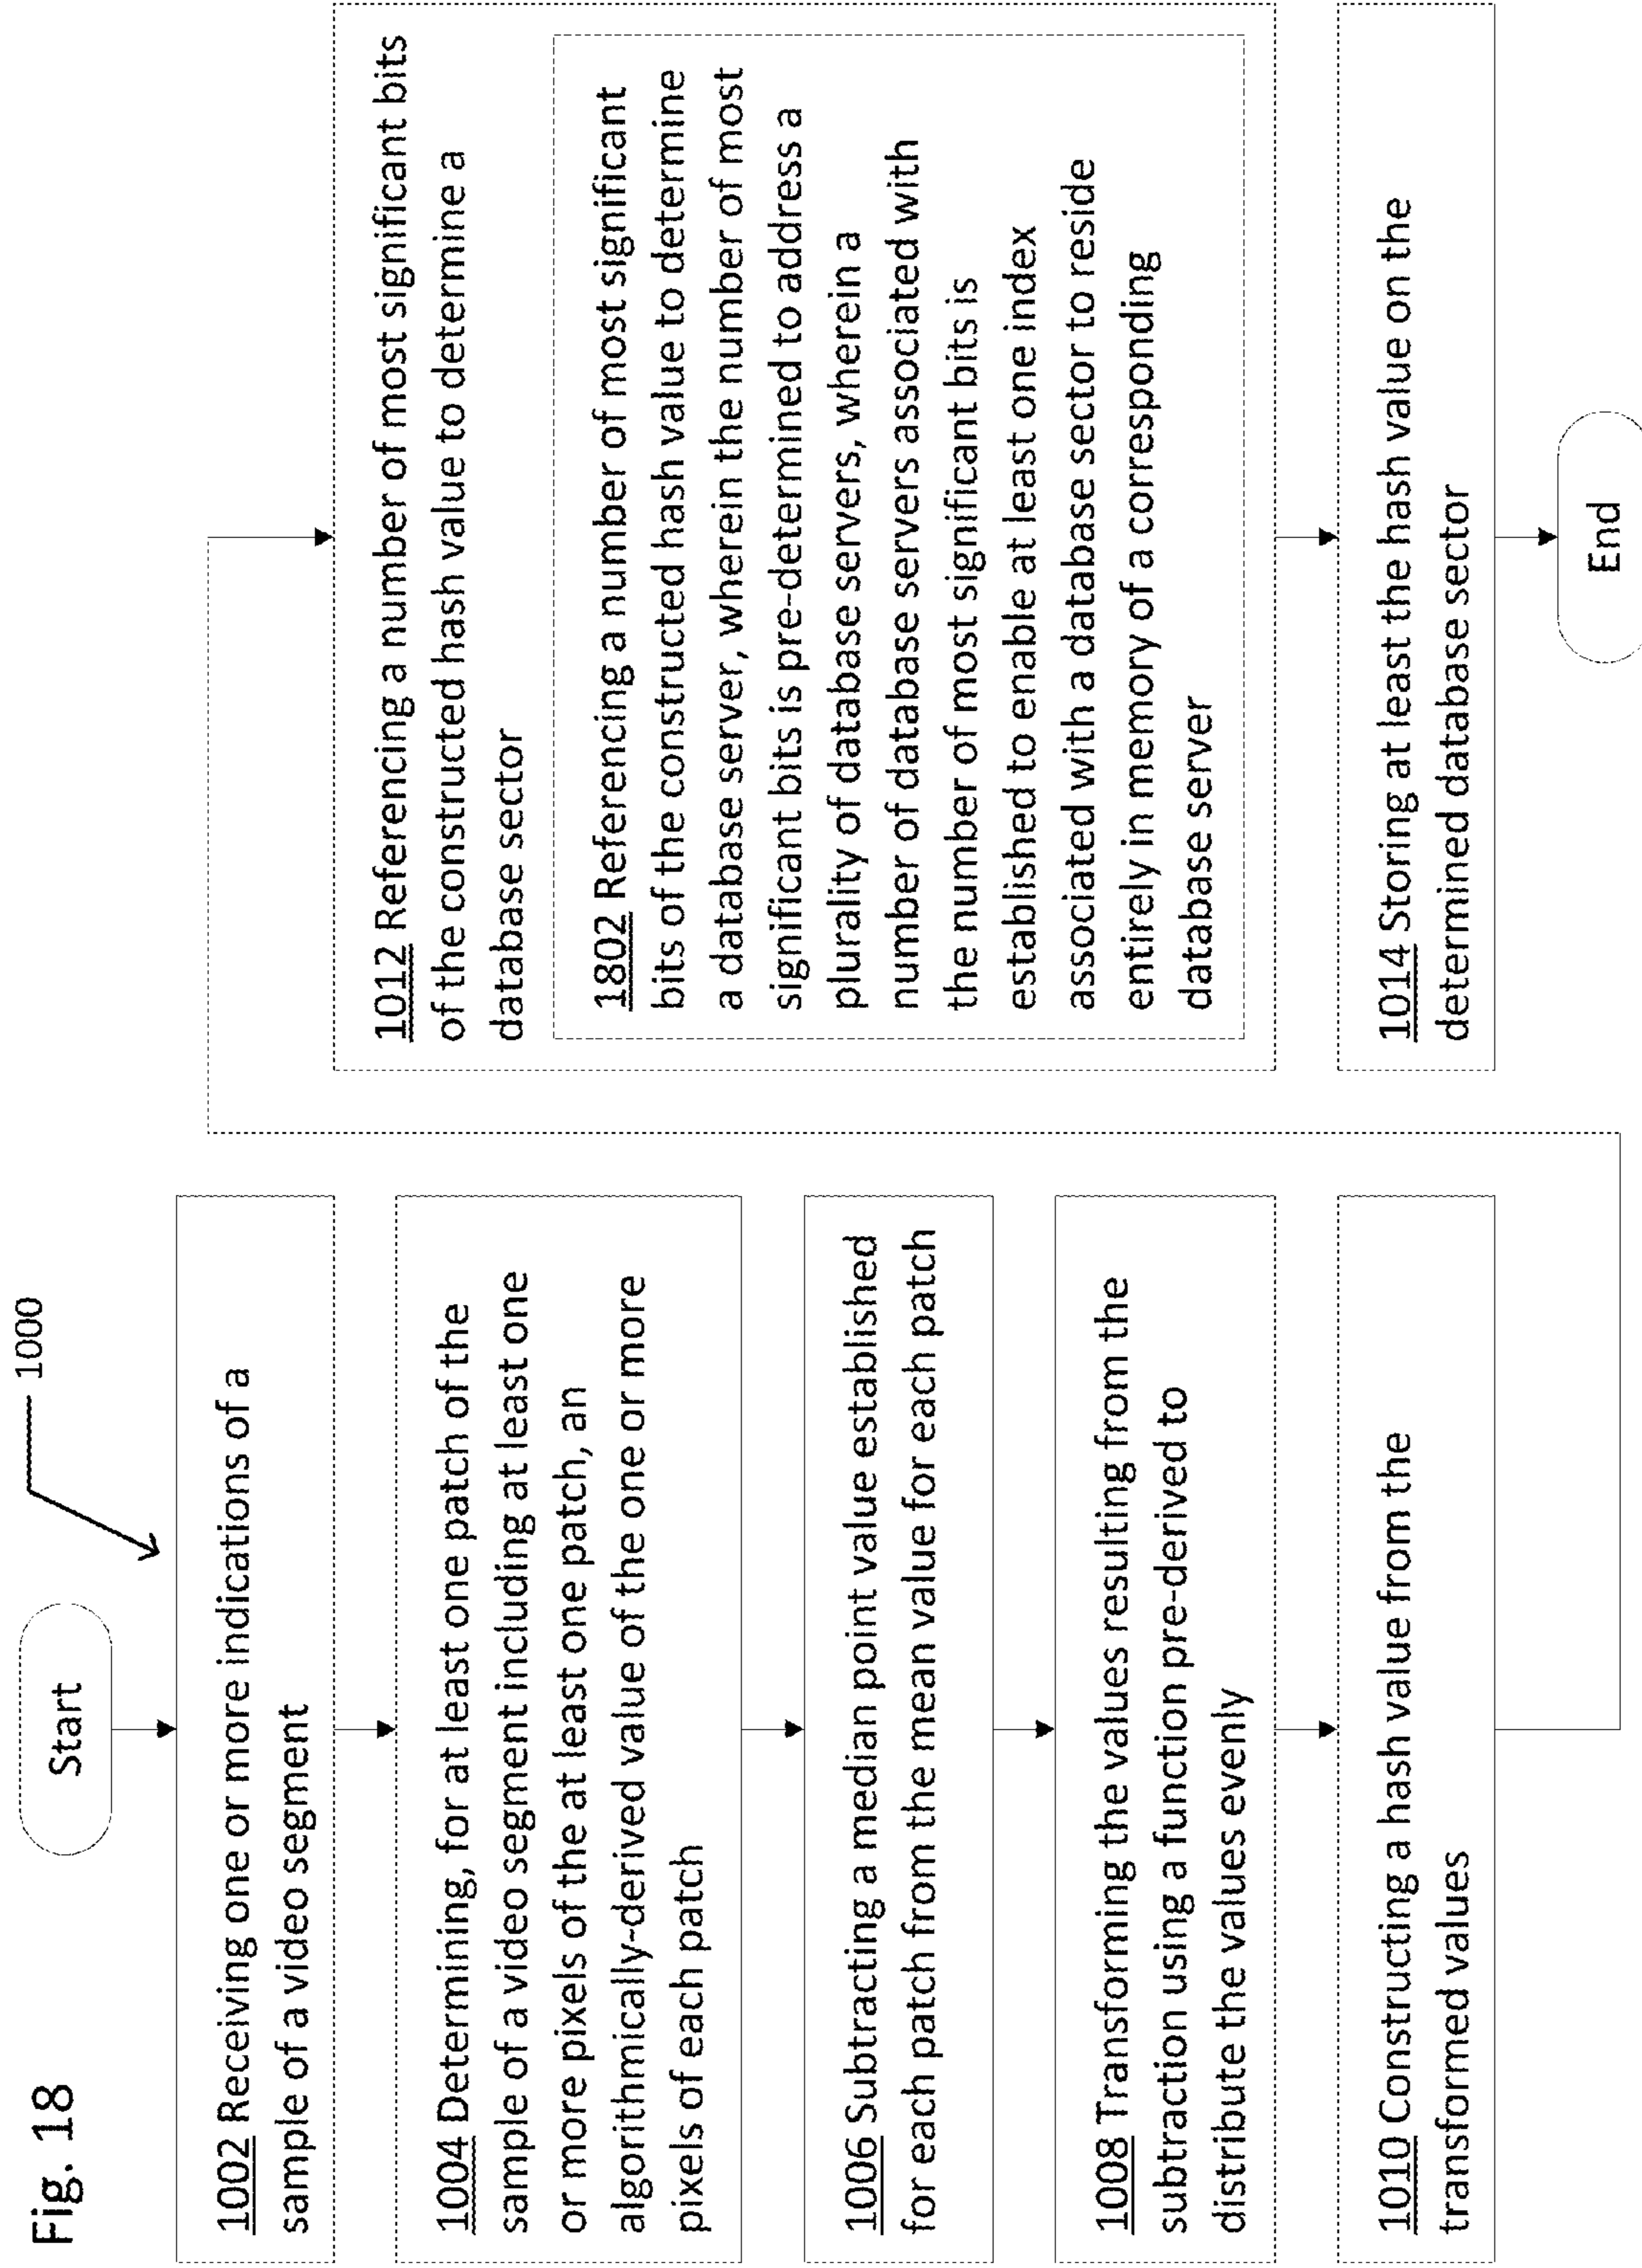 Fig. 18
1000
Start
1002 Receiving one or more indications of a
sample of a video segment
1004 Determining, for at least one patch of the
sample of a video segment including at least one
or more pixels of the at least one patch, an
algorithmically-derived value of the one or more
pixels of each patch
1006 Subtracting a median point value established
for each patch from the mean value for each patch
1008 Transforming the values resulting from the
subtraction using a function pre-derived to
distribute the values evenly
1010 Constructing a hash value from the
transformed values
1012 Referencing a number of most significant bits
of the constructed hash value to determine a
database sector
1802 Referencing a number of most significant
bits of the constructed hash value to determine
a database server, wherein the number of most
significant bits is pre-determined to address a
plurality of database servers, wherein a
number of database servers associated with
the number of most significant bits is
established to enable at least one index
associated with a database sector to reside
entirely in memory of a corresponding
database server
1014 Storing at least the hash value on the
determined database sector
End